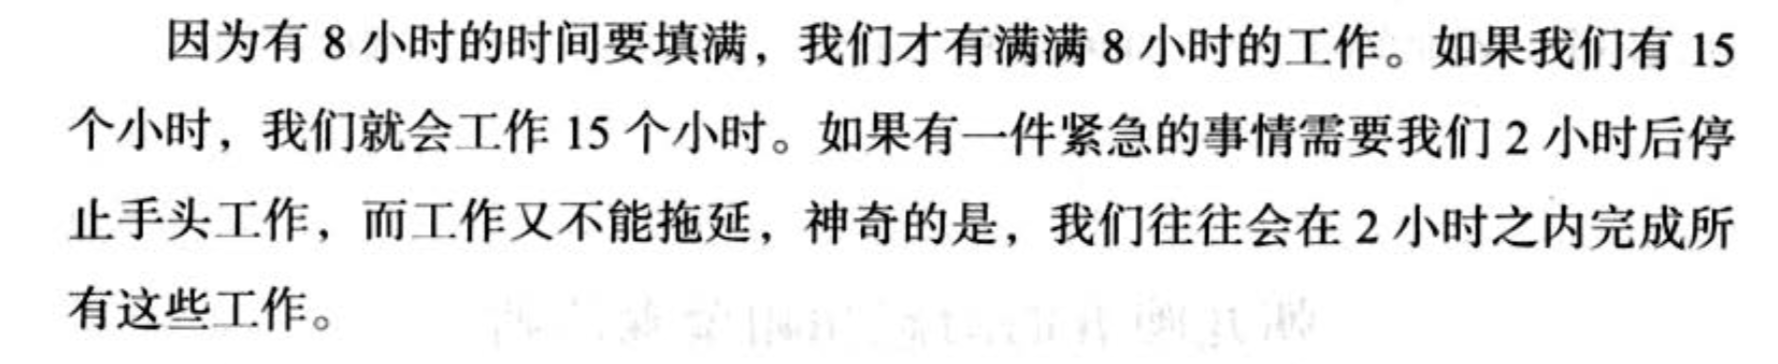 因为有 8 小时的时间要填满，我们才有满满 8 小时的工作。如果我们有 15
个小时，我们就会工作 15 个小时。如果有一件紧急的事情需要我们 2 小时后停
止手头工作，而工作又不能拖延，神奇的是，我们往往会在 2 小时之内完成所
有这些工作。